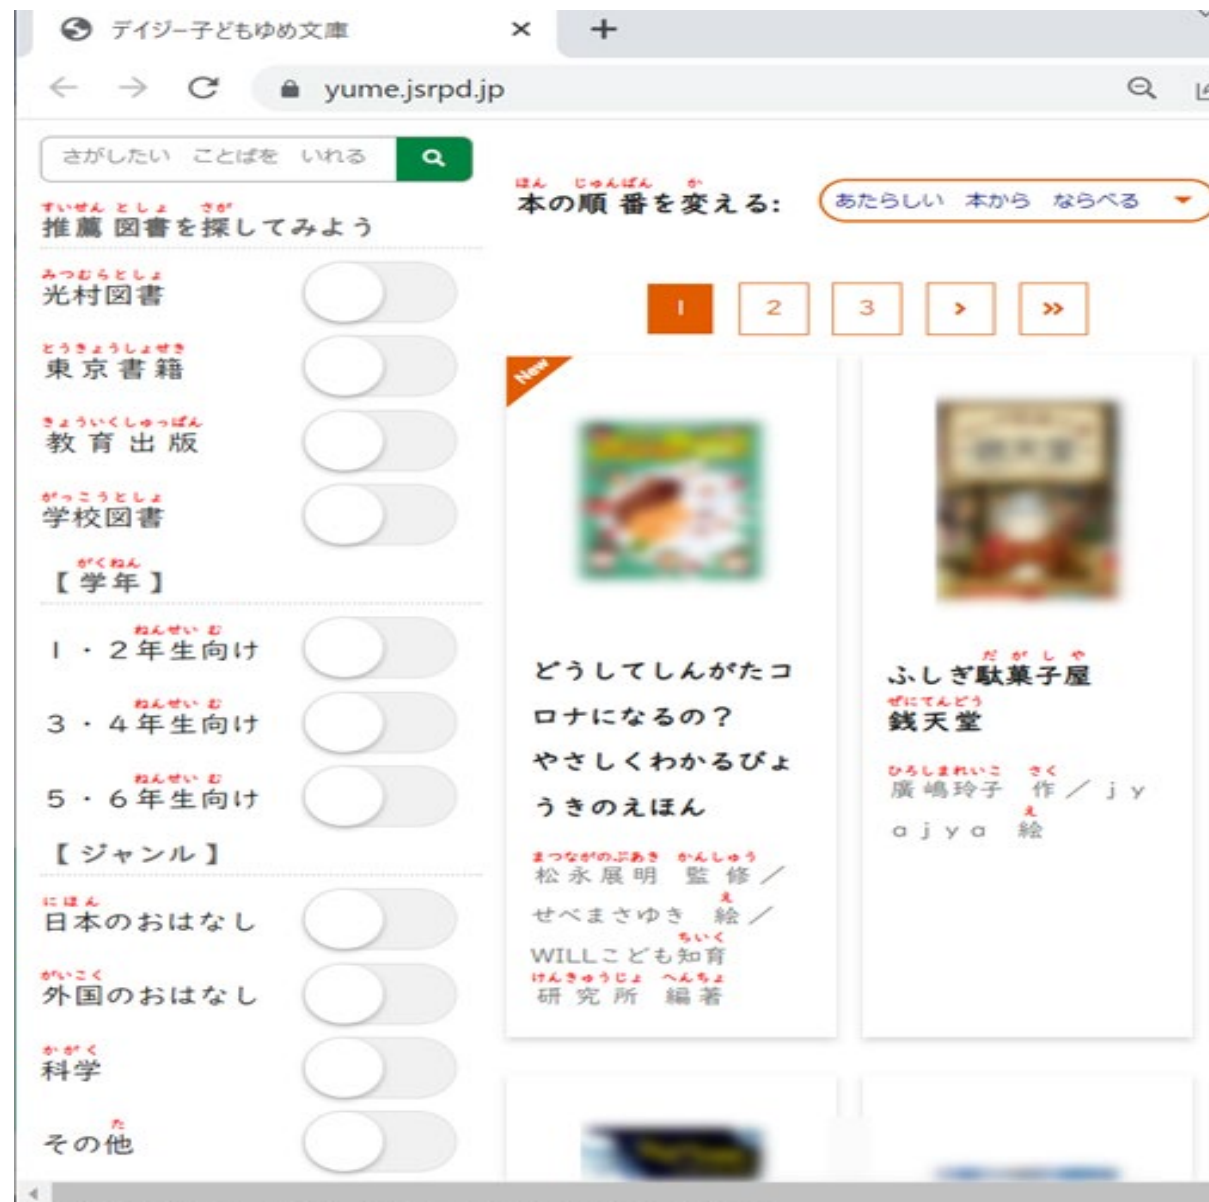 デイジー子どもゆめ文庫
yume.jsrpd.jp
さがしたい ことばを いれる
すいせん としょ さが
推薦図書を探してみよう
みつむらとしょ
光村図書
とうきょうしょせき
東京書籍
きょういくしゅっぱん
教育出版
がっこうとしょ
学校図書
がくねん
【学年】
ねんせい む
1・2年生向け
ねんせい む
3・4年生向け
ねんせい む
5・6年生向け
【ジャンル】
にほん
日本のおはなし
がいこく
外国のおはなし
かがく
科学
た
その他
ほん じゅんばん か
本の順番を変える:
あたらしい 本から ならべる
1 2 3 › »
New
どうしてしんがたコ
ロナになるの?
やさしくわかるびょ
うきのえほん
まつながのぶあき かんしゅう
松永展明 監修/
え
せべまさゆき 絵/
ちいく
WILLこども知育
けんきゅうじょ へんちょ
研究所 編著
だがしや
ふしぎ駄菓子屋
ぜにてんどう
銭天堂
ひろしまれいこ さく
廣嶋玲子 作/jy
え
ajya 絵